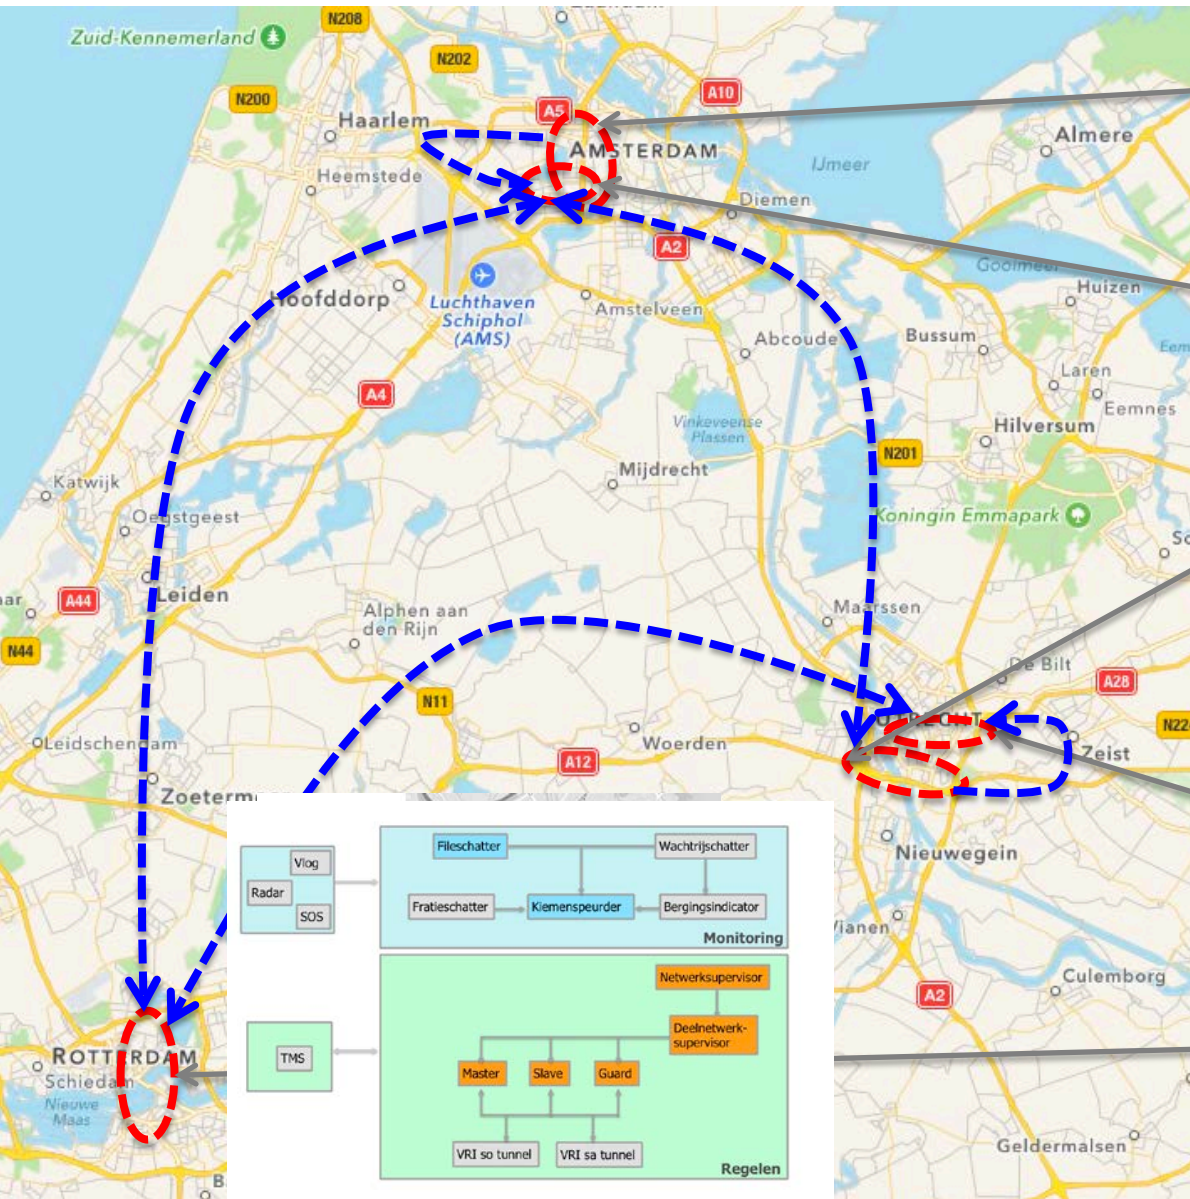 N208
Zuid-Kennemerland
N202
A10
N200
A5
Haarlem
Almere
AMSTERDAM
IJmeer
Heemstede
Diemen
A2
Gooimeer
Hoofddorp
Luchthaven
Schiphol
(AMS)
Huizen
Amstelveen
Abcoude
Bussum
Eem
Laren
A4
Eemnes
Vinkeveense
Plassen
Hilversum
N201
Mijdrecht
Katwijk
Oegstgeest
Koningin Emmapark
A44
Leiden
Alphen aan
den Rijn
Maarssen
N44
De Bilt
A28
N11
UTRECHT
N22
Leidschendam
Woerden
Zeist
A12
Zoeterm
Nieuwegein
Vianen
Culemborg
A2
ROTTERDAM
Schiedam
Nieuwe
Maas
Geldermalsen
B
Vlog
Radar
SOS
Fileschatter
Wachtrijschatter
Fratieschatter
Kiemenspeurder
Bergingsindicator
Monitoring
Netwerksupervisor
Deelnetwerk-
supervisor
TMS
Master
Slave
Guard
VRI so tunnel
VRI sa tunnel
Regelen